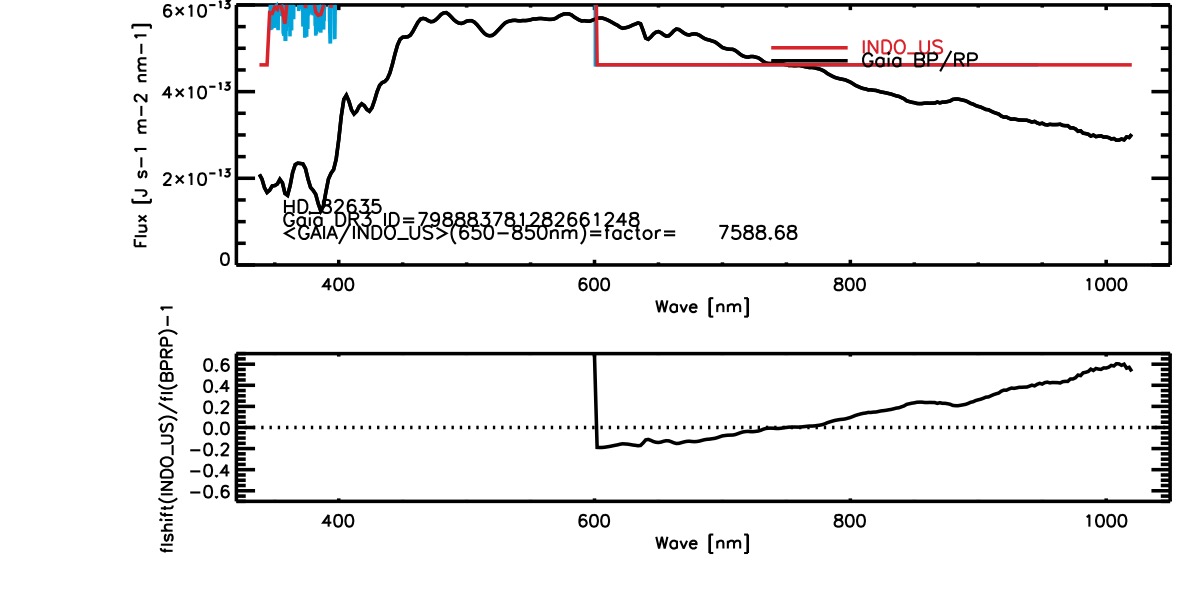 6×10−13
4×10−13
2×10−13
0
Flux [J s−1 m−2 nm−1]
INDO_US
Gaia BP/RP
HD_82635
Gaia DR3 ID=798883781282661248
<GAIA/INDO_US>(650−850nm)=factor= 7588.68
400 600 800 1000
Wave [nm]
flshift(INDO_US)/fl(BPRP)−1
0.6
0.4
0.2
0.0
−0.2
−0.4
−0.6
400 600 800 1000
Wave [nm]